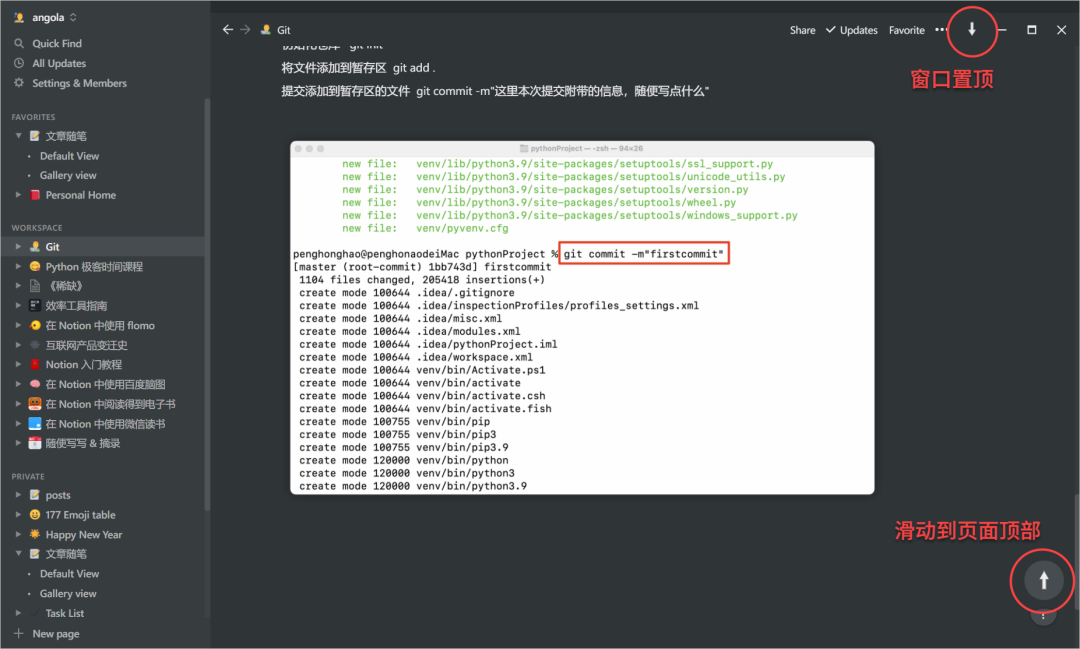 angola
Quick Find
All Updates
Settings & Members
FAVORITES
文章随笔
Default View
Gallery view
Personal Home
WORKSPACE
Git
Python 极客时间课程
《稀缺》
效率工具指南
在 Notion 中使用 flomo
互联网产品变迁史
Notion 入门教程
在 Notion 中使用百度脑图
在 Notion 中阅读得到电子书
在 Notion 中使用微信读书
随便写写 & 摘录
PRIVATE
posts
177 Emoji table
Happy New Year
文章随笔
Default View
Gallery view
Task List
New page
Git
Share
Updates
Favorite
窗口置顶
初始化仓库 git init
将文件添加到暂存区 git add .
提交添加到暂存区的文件 git commit -m"这里本次提交附带的信息，随便写点什么"
pythonProject — -zsh — 94×26
new file: venv/lib/python3.9/site-packages/setuptools/ssl_support.py
new file: venv/lib/python3.9/site-packages/setuptools/unicode_utils.py
new file: venv/lib/python3.9/site-packages/setuptools/version.py
new file: venv/lib/python3.9/site-packages/setuptools/wheel.py
new file: venv/lib/python3.9/site-packages/setuptools/windows_support.py
new file: venv/pyvenv.cfg
penghonghao@penghonaodeiMac pythonProject % git commit -m"firstcommit"
[master (root-commit) 1bb743d] firstcommit
1104 files changed, 205418 insertions(+)
create mode 100644 .idea/.gitignore
create mode 100644 .idea/inspectionProfiles/profiles_settings.xml
create mode 100644 .idea/misc.xml
create mode 100644 .idea/modules.xml
create mode 100644 .idea/pythonProject.iml
create mode 100644 .idea/workspace.xml
create mode 100644 venv/bin/Activate.ps1
create mode 100644 venv/bin/activate
create mode 100644 venv/bin/activate.csh
create mode 100644 venv/bin/activate.fish
create mode 100755 venv/bin/pip
create mode 100755 venv/bin/pip3
create mode 100755 venv/bin/pip3.9
create mode 120000 venv/bin/python
create mode 120000 venv/bin/python3
create mode 120000 venv/bin/python3.9
滑动到页面顶部